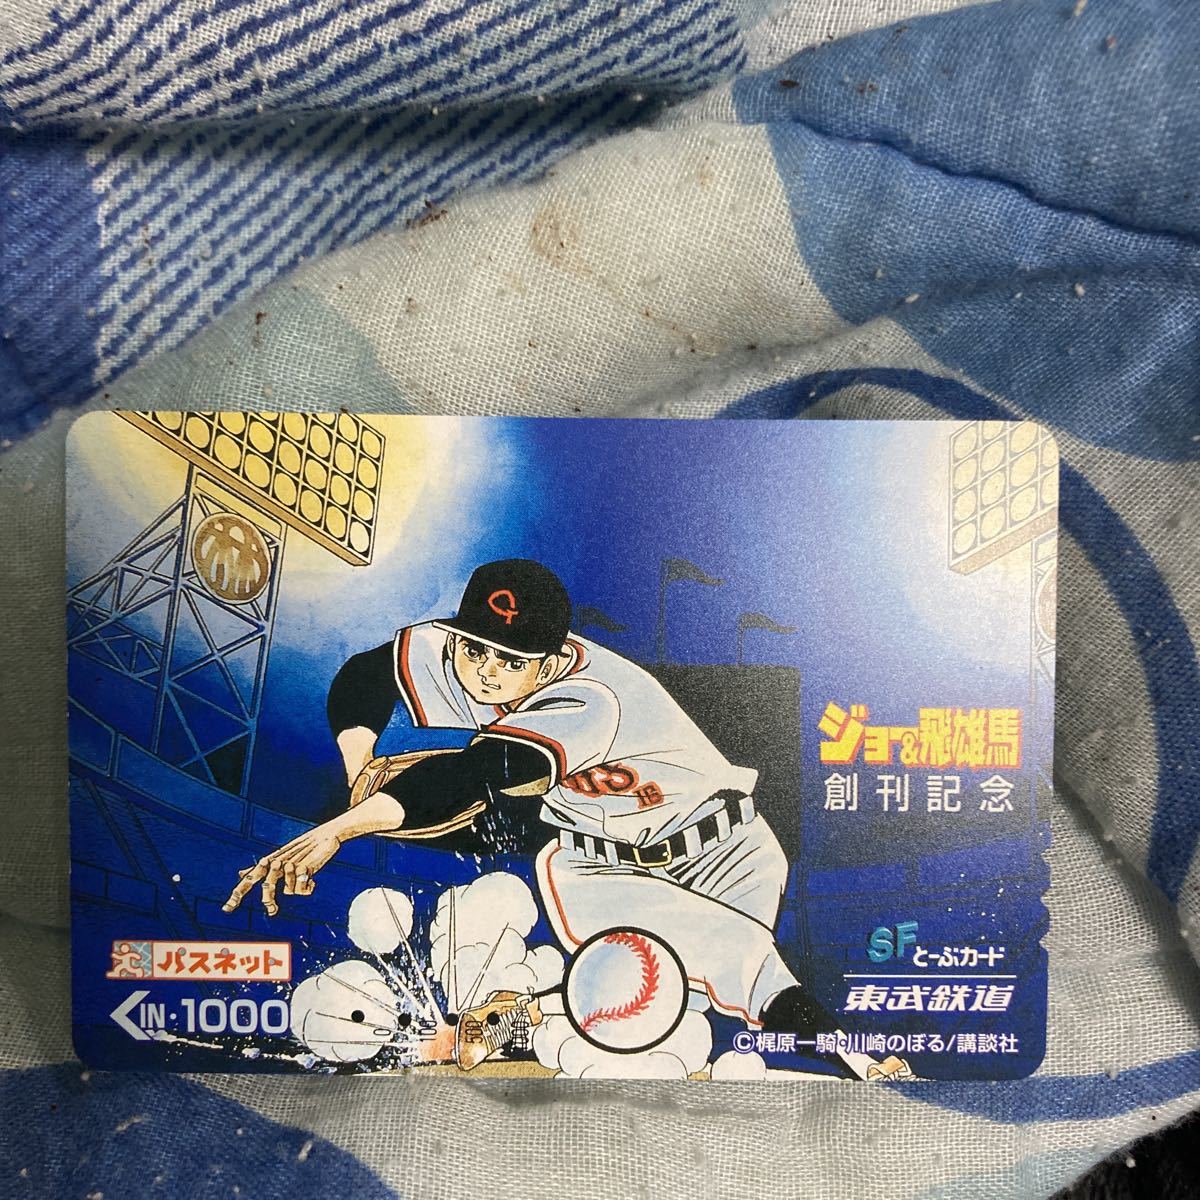 G
ジョー&飛雄馬
創刊記念
SFとーぶカード
東武鉄道
パスネット
IN・1000
©梶原一騎・川崎のぼる/講談社